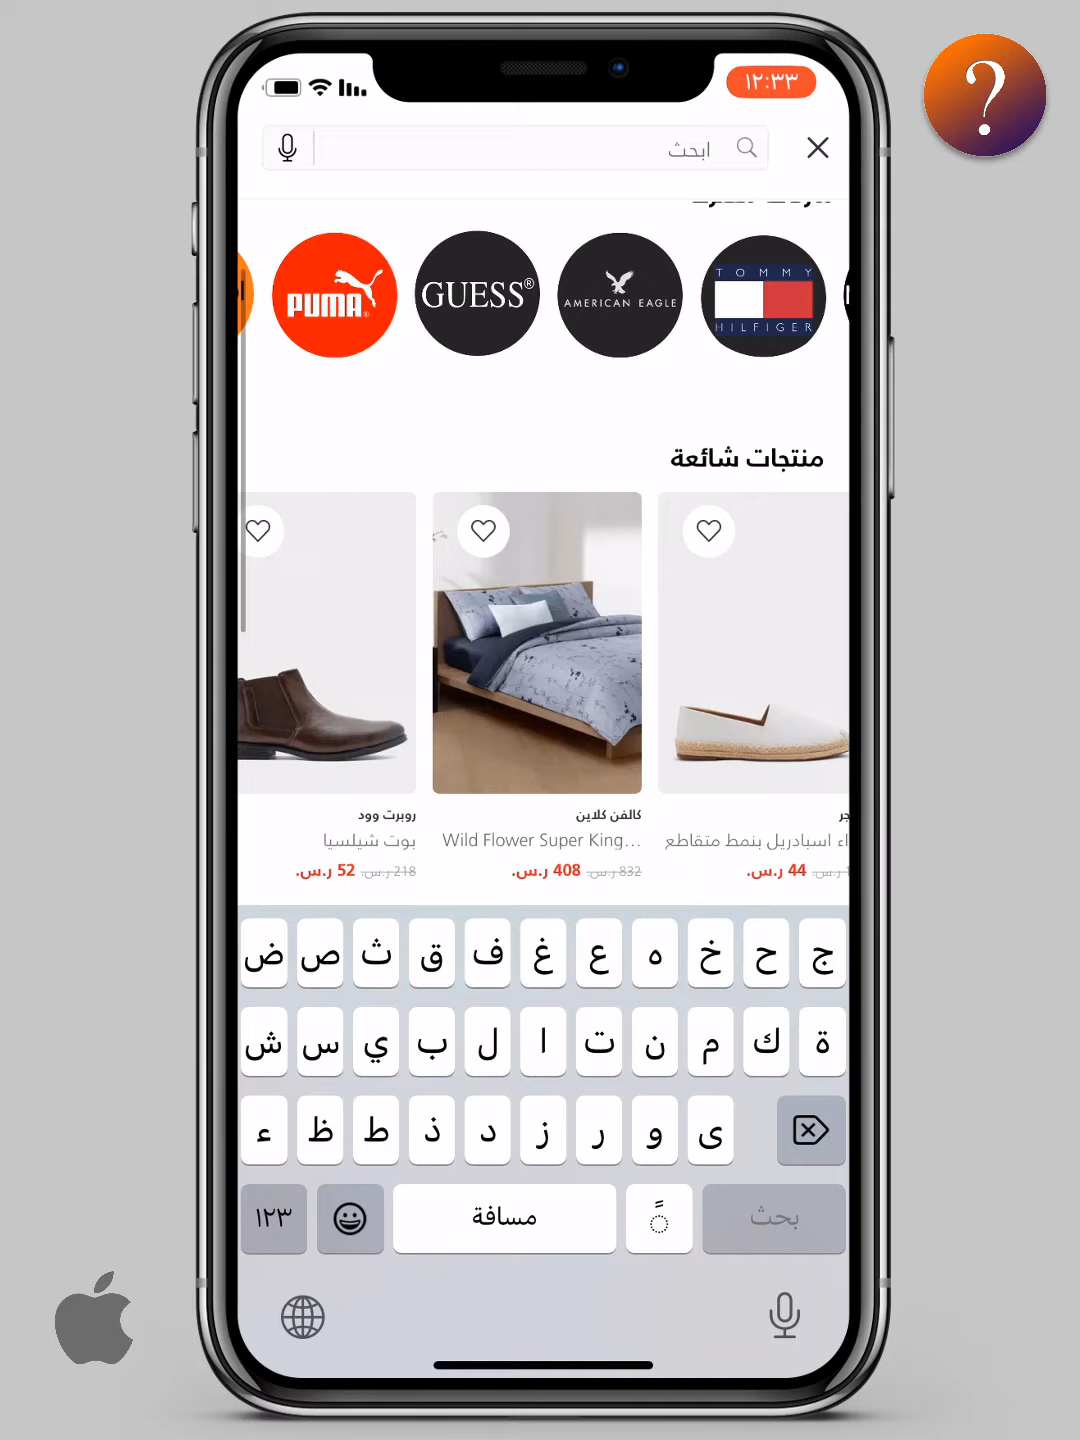 ١٢:٣٣
?
ابحث
PUMA
GUESS®
AMERICAN EAGLE
TOMMY
HILFIGER
منتجات شائعة
كالفن كلاين
روبرت وود
اسبادريل بنمط متقاطع
Wild Flower Super King...
بوت شيلسيا
44 ر.س.
832 ر.س. 408 ر.س.
218 ر.س. 52 ر.س.
ض ص ث ق ف غ ع ه خ ح ج
ش س ي ب ل ا ت ن م ك ة
ء ظ ط ذ د ز ر و ى
١٢٣
مسافة
بحث